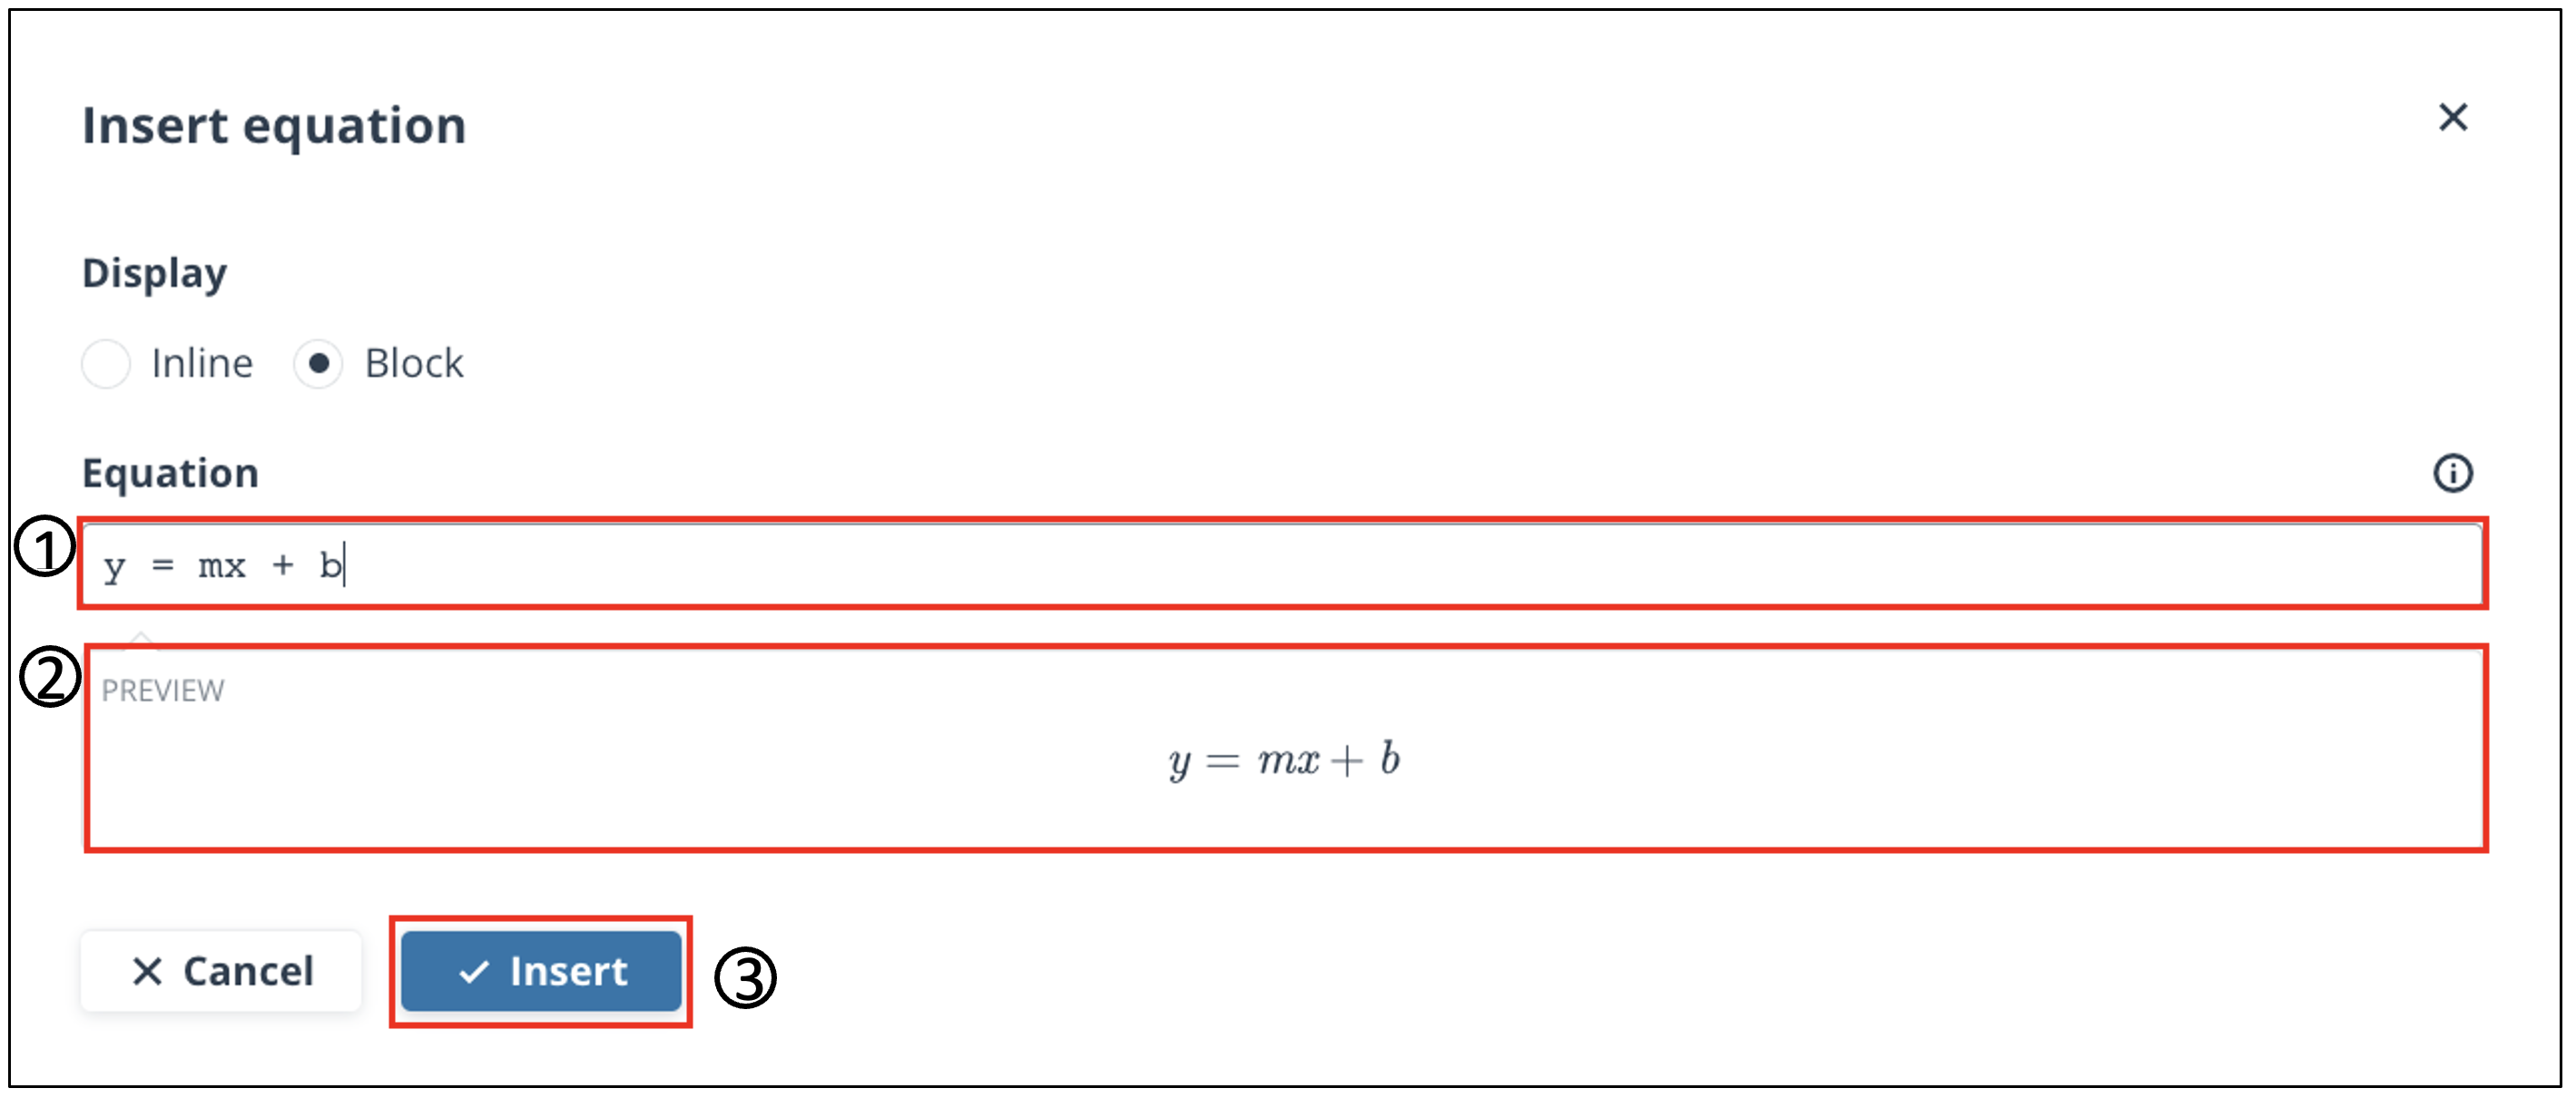 Insert equation ✕
Display
Inline Block
Equation
① y = mx + b
② PREVIEW
y = mx + b
✕ Cancel ✓ Insert ③